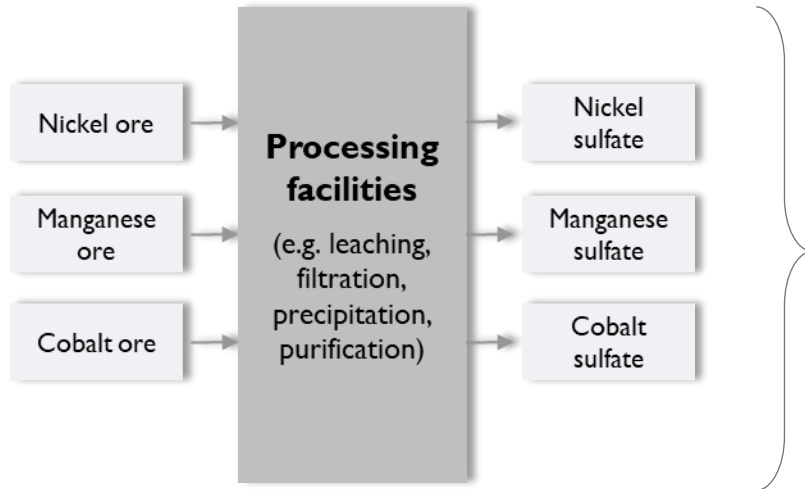 Nickel ore
Manganese
ore
Cobalt ore
Processing
facilities
(e.g. leaching,
filtration,
precipitation,
purification)
Nickel
sulfate
Manganese
sulfate
Cobalt
sulfate